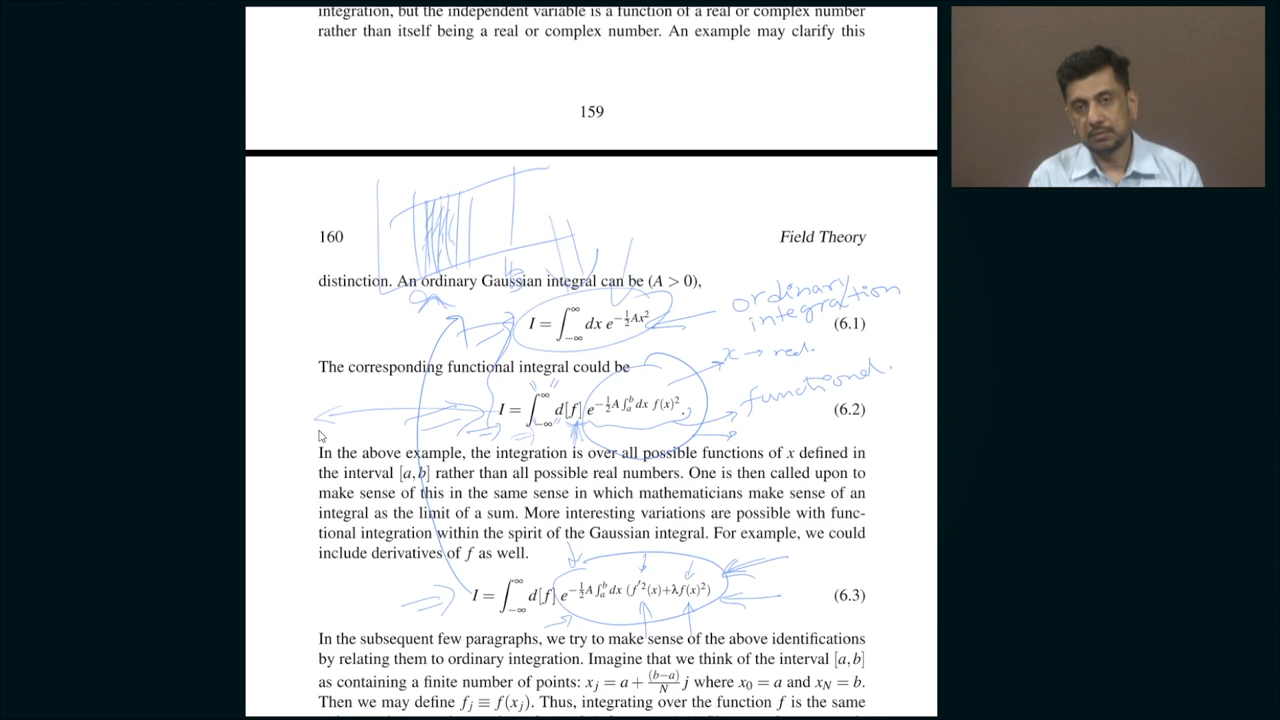 integration, but the independent variable is a function of a real or complex number
rather than itself being a real or complex number. An example may clarify this
159
160 Field Theory
a b
distinction. An ordinary Gaussian integral can be (A > 0),
ordinary
integration
I = ∫_{−∞}^{∞} dx e^{−½Ax²} (6.1)
x → real.
The corresponding functional integral could be
functional.
I = ∫_{−∞}^{∞} d[f] e^{−½A ∫_a^b dx f(x)²}. (6.2)
In the above example, the integration is over all possible functions of x defined in
the interval [a,b] rather than all possible real numbers. One is then called upon to
make sense of this in the same sense in which mathematicians make sense of an
integral as the limit of a sum. More interesting variations are possible with func-
tional integration within the spirit of the Gaussian integral. For example, we could
include derivatives of f as well.
I = ∫_{−∞}^{∞} d[f] e^{−½A ∫_a^b dx (f′²(x)+λf(x)²)} (6.3)
In the subsequent few paragraphs, we try to make sense of the above identifications
by relating them to ordinary integration. Imagine that we think of the interval [a,b]
as containing a finite number of points: x_j = a + (b−a)/N j where x_0 = a and x_N = b.
Then we may define f_j ≡ f(x_j). Thus, integrating over the function f is the same